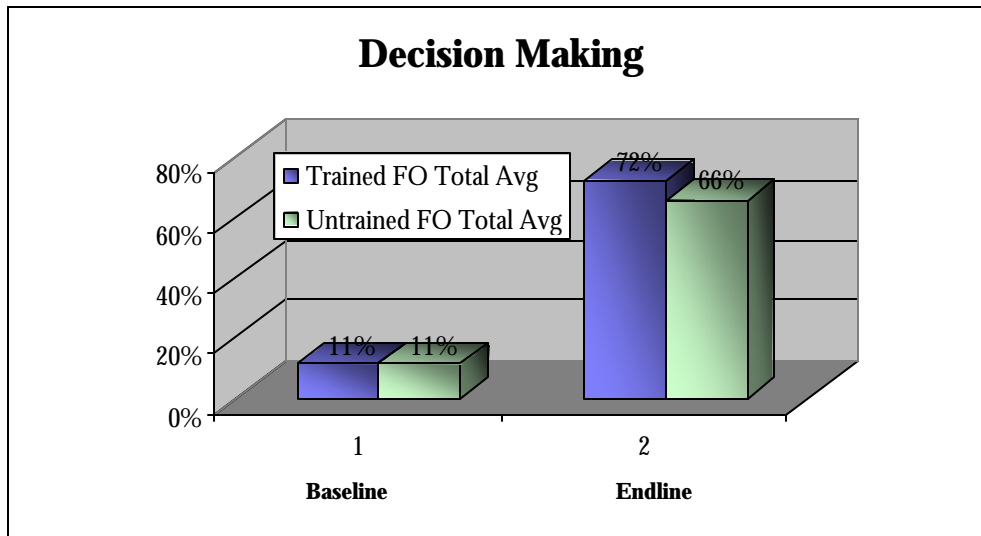 Decision Making
80%
60%
40%
20%
0%
Trained FO Total Avg
Untrained FO Total Avg
11%
11%
72%
66%
1
2
Baseline
Endline